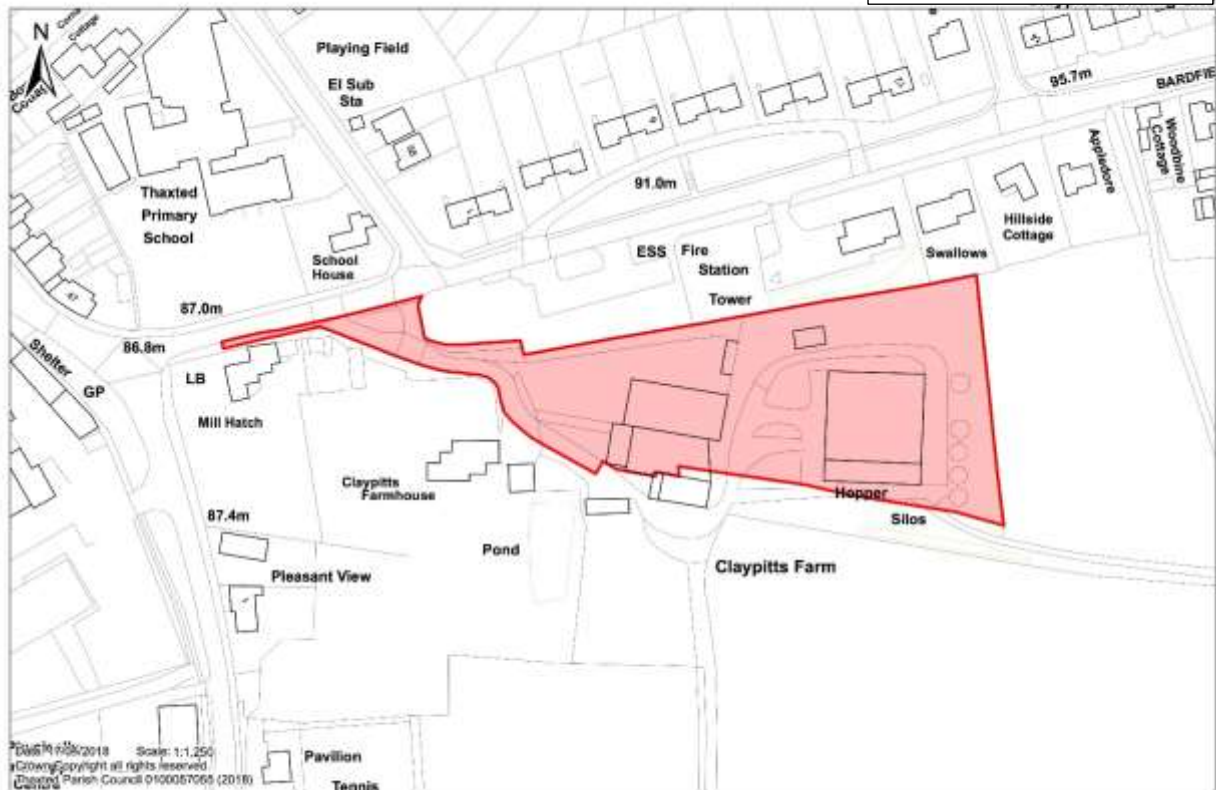 N
Cottage
Playing Field
El Sub
Sta
95.7m
BARDFIE
Woodbine
Cottage
Appledore
Thaxted
Primary
School
91.0m
Hillside
Cottage
Swallows
School
House
ESS Fire
Station
Tower
47
87.0m
86.8m
Shelter
GP
LB
Mill Hatch
Claypitts
Farmhouse
Hopper
Silos
87.4m
Pond
Pleasant View
Claypitts Farm
Pavilion
Tennis
Scale: 1:1,250
Crown Copyright all rights reserved
Thaxted Parish Council 0100057055 (2018)
Centre